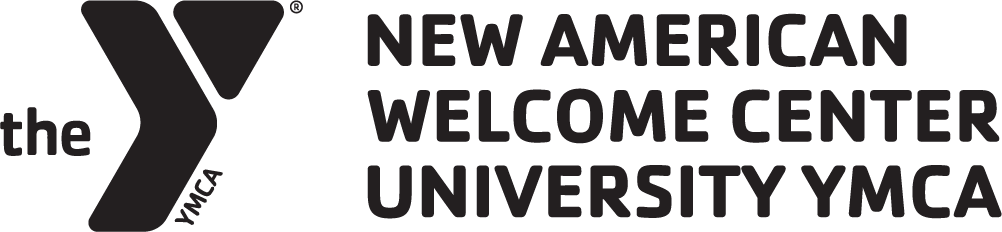 the Y®
YMCA
NEW AMERICAN
WELCOME CENTER
UNIVERSITY YMCA